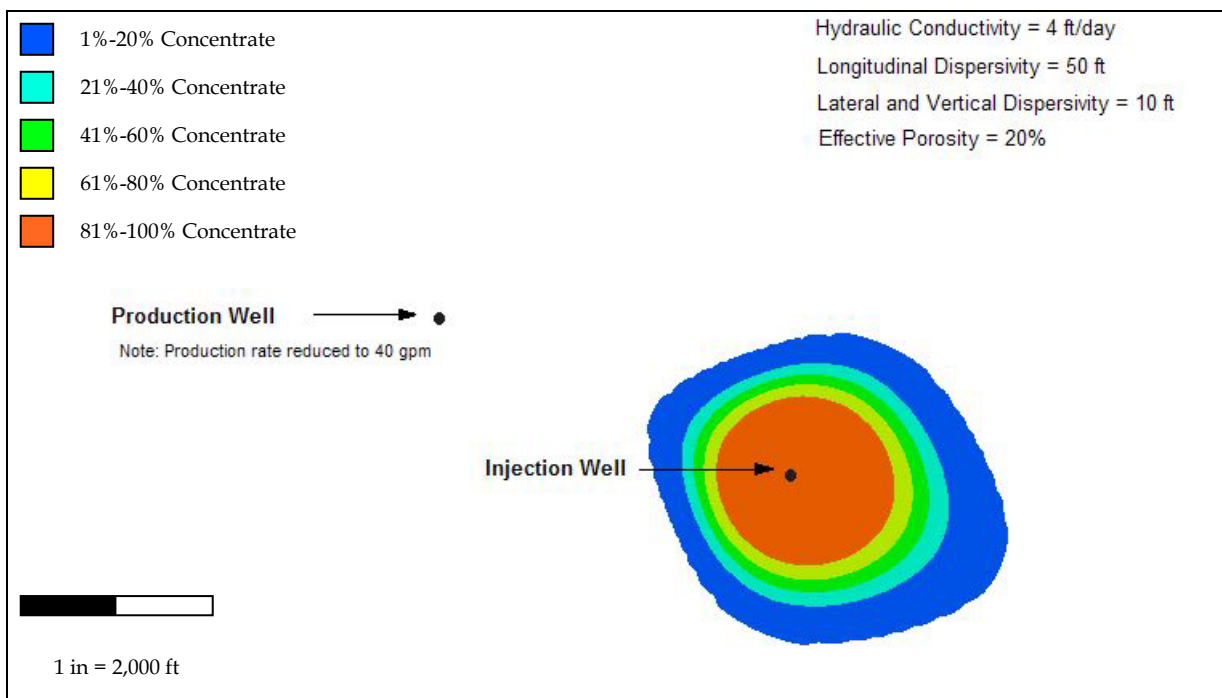 1%-20% Concentrate
21%-40% Concentrate
41%-60% Concentrate
61%-80% Concentrate
81%-100% Concentrate
Hydraulic Conductivity = 4 ft/day
Longitudinal Dispersivity = 50 ft
Lateral and Vertical Dispersivity = 10 ft
Effective Porosity = 20%
Production Well
Note: Production rate reduced to 40 gpm
Injection Well
1 in = 2,000 ft